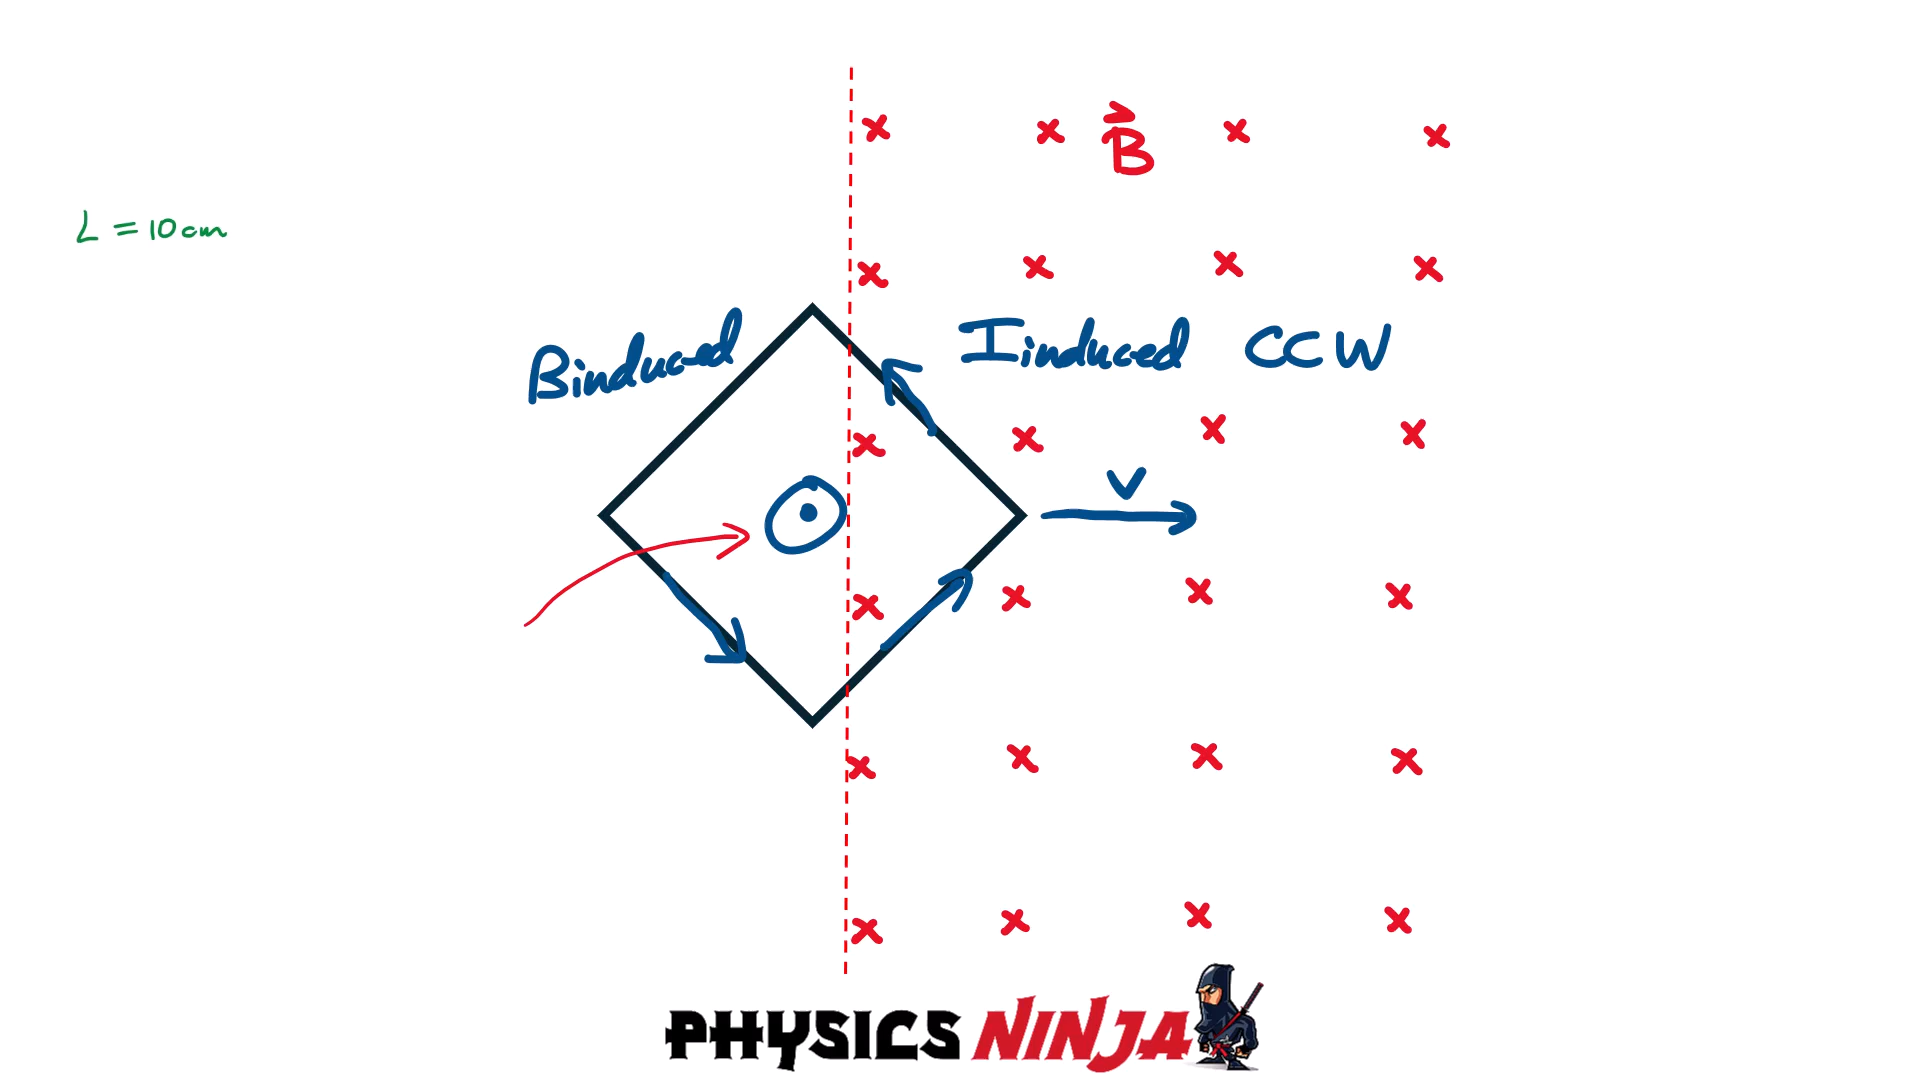 B
L = 10cm
Binduced
Iinduced CCW
v
PHYSICS NINJA